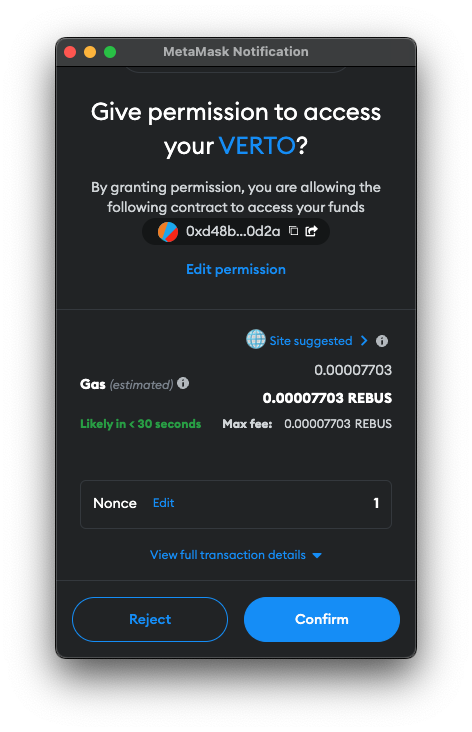 MetaMask Notification
Give permission to access
your VERTO?
By granting permission, you are allowing the
following contract to access your funds
0xd48b...0d2a
Edit permission
Site suggested
0.00007703
Gas (estimated)
0.00007703 REBUS
Likely in < 30 seconds Max fee: 0.00007703 REBUS
Nonce Edit 1
View full transaction details
Reject Confirm